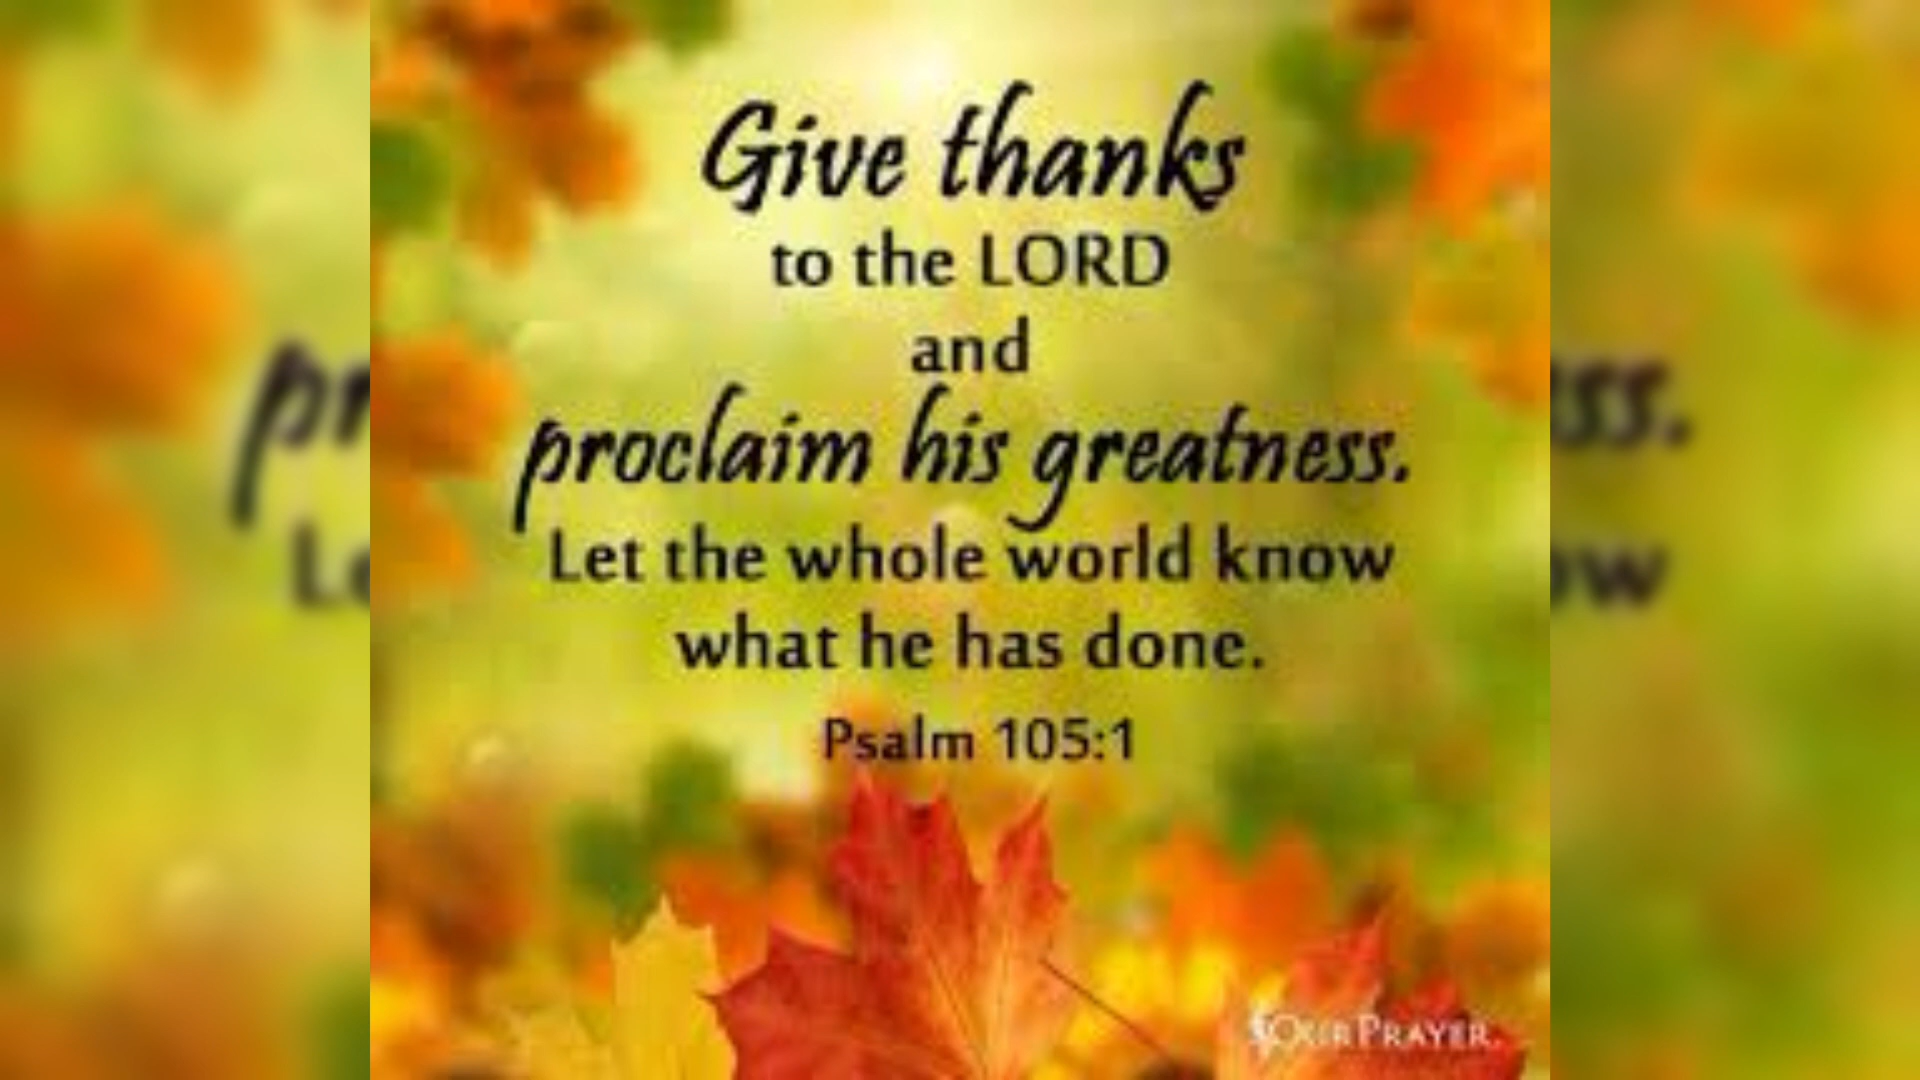 Give thanks
to the LORD
and
proclaim his greatness.
Let the whole world know
what he has done.
Psalm 105:1
OURPRAYER.